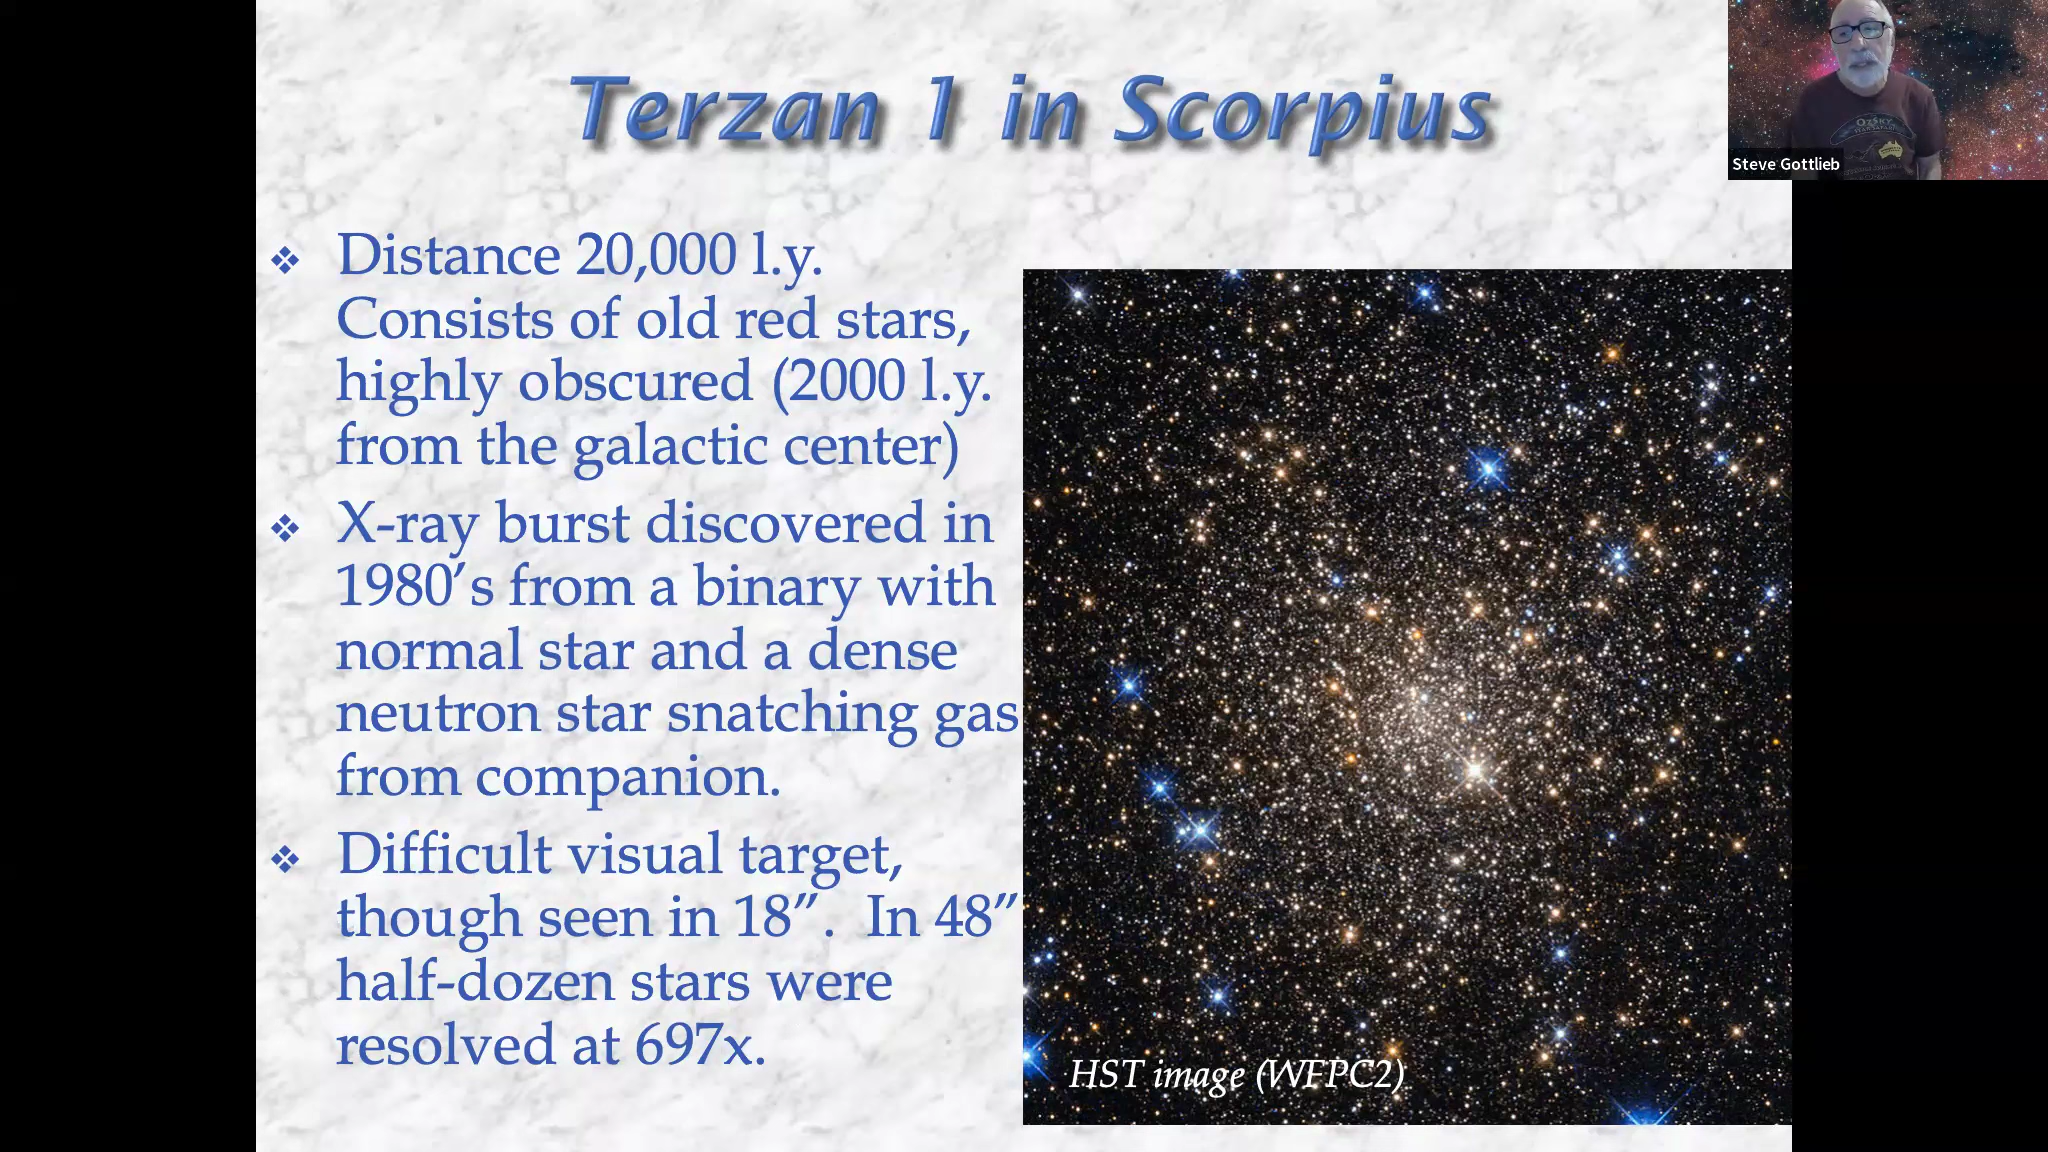 Terzan 1 in Scorpius
Steve Gottlieb
OzSky
❖ Distance 20,000 l.y.
Consists of old red stars,
highly obscured (2000 l.y.
from the galactic center)
❖ X-ray burst discovered in
1980’s from a binary with
normal star and a dense
neutron star snatching gas
from companion.
❖ Difficult visual target,
though seen in 18”.  In 48”
half-dozen stars were
resolved at 697x.
HST image (WFPC2)